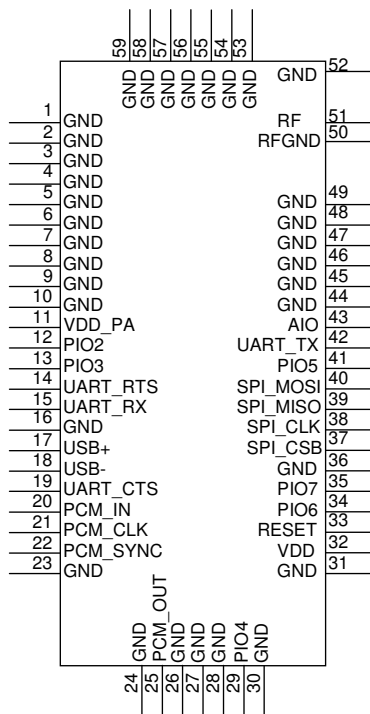 59 58 57 56 55 54 53
GND GND GND GND GND GND GND
GND 52
1 GND
RF 51
2 GND
RFGND 50
3 GND
4 GND
5 GND
GND 49
6 GND
GND 48
7 GND
GND 47
8 GND
GND 46
9 GND
GND 45
10 GND
GND 44
11 VDD_PA
AIO 43
12 PIO2
UART_TX 42
13 PIO3
PIO5 41
14 UART_RTS
SPI_MOSI 40
15 UART_RX
SPI_MISO 39
16 GND
SPI_CLK 38
17 USB+
SPI_CSB 37
18 USB-
GND 36
19 UART_CTS
PIO7 35
20 PCM_IN
PIO6 34
21 PCM_CLK
RESET 33
22 PCM_SYNC
VDD 32
23 GND
GND 31
GND PCM_OUT GND GND GND PIO4 GND
24 25 26 27 28 29 30